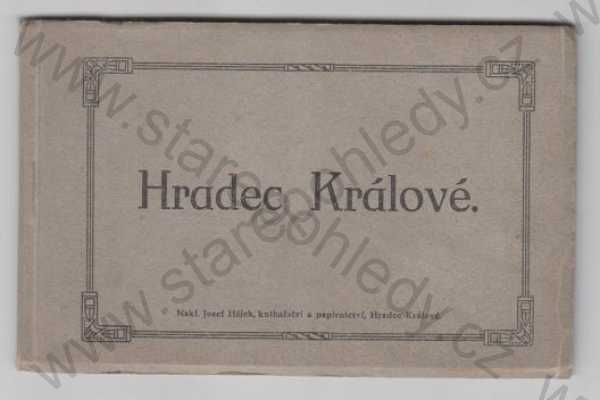 Hradec Králové.
Nakl. Josef Hájek, knihařství a papírnictví, Hradec Králové.
www.starepohledy.cz
www.starepohledy.cz